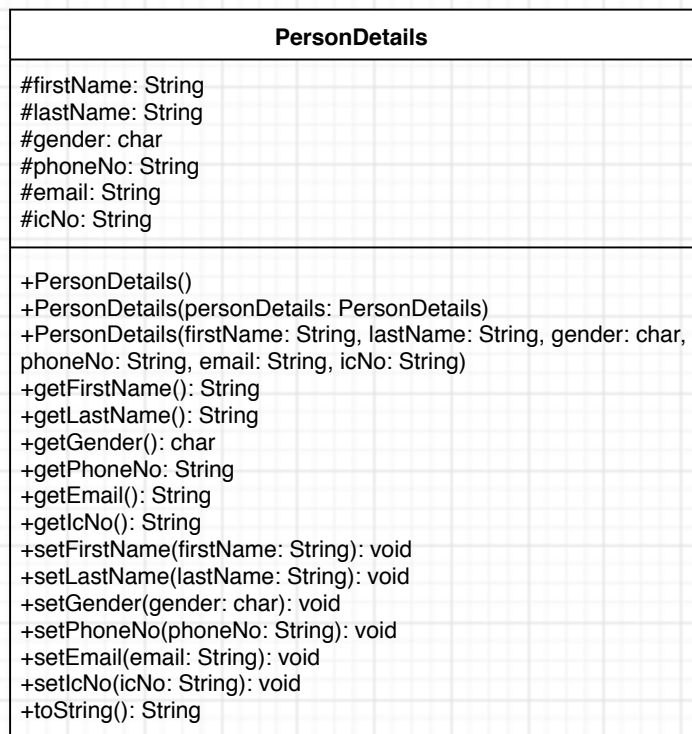 PersonDetails
#firstName: String
#lastName: String
#gender: char
#phoneNo: String
#email: String
#icNo: String
+PersonDetails()
+PersonDetails(personDetails: PersonDetails)
+PersonDetails(firstName: String, lastName: String, gender: char,
phoneNo: String, email: String, icNo: String)
+getFirstName(): String
+getLastName(): String
+getGender(): char
+getPhoneNo: String
+getEmail(): String
+getIcNo(): String
+setFirstName(firstName: String): void
+setLastName(lastName: String): void
+setGender(gender: char): void
+setPhoneNo(phoneNo: String): void
+setEmail(email: String): void
+setIcNo(icNo: String): void
+toString(): String